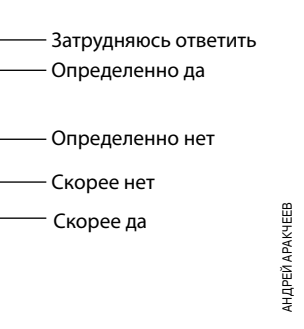 Затрудняюсь ответить
Определенно да
Определенно нет
Скорее нет
Скорее да
АНДРЕЙ АРАКЧЕЕВ